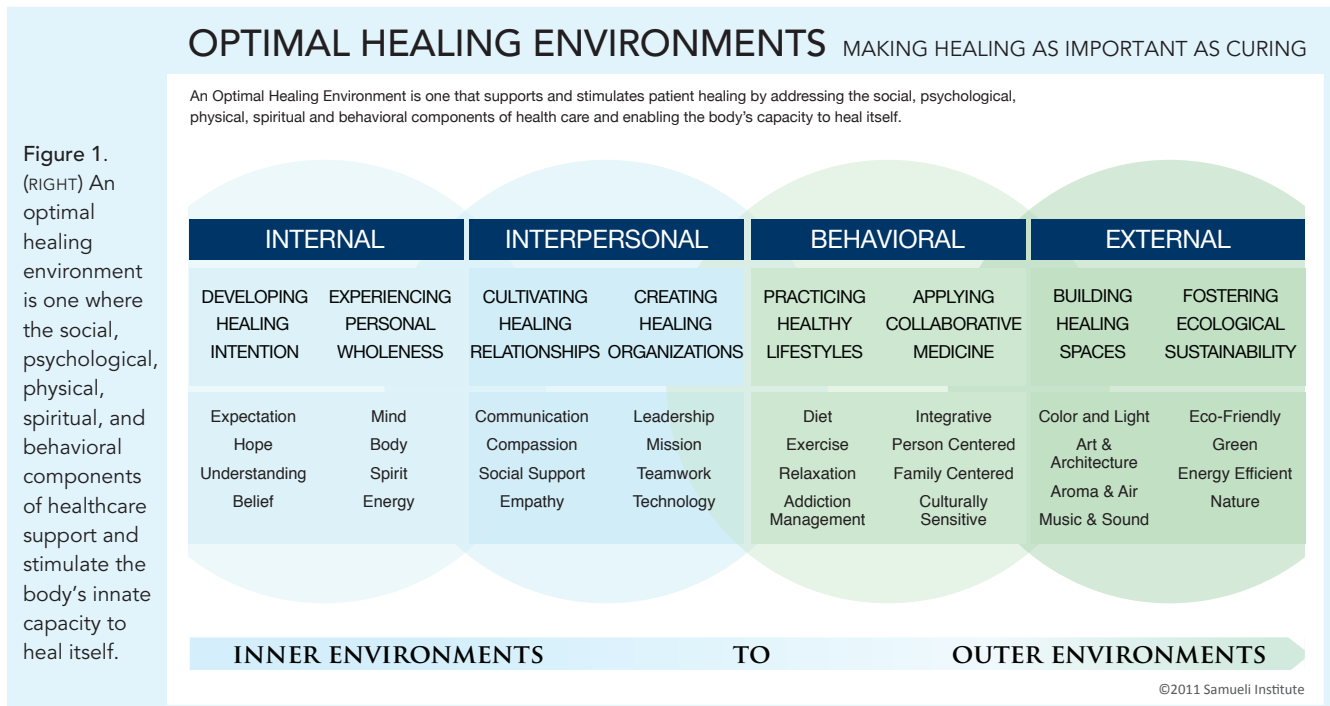 OPTIMAL HEALING ENVIRONMENTS MAKING HEALING AS IMPORTANT AS CURING
An Optimal Healing Environment is one that supports and stimulates patient healing by addressing the social, psychological,
physical, spiritual and behavioral components of health care and enabling the body's capacity to heal itself.
Figure 1.
(RIGHT) An
optimal
healing
environment
is one where
the social,
psychological,
physical,
spiritual, and
behavioral
components
of healthcare
support and
stimulate the
body's innate
capacity to
heal itself.
INTERNAL
DEVELOPING
HEALING
INTENTION
Expectation
Hope
Understanding
Belief
EXPERIENCING
PERSONAL
WHOLENESS
Mind
Body
Spirit
Energy
INTERPERSONAL
CULTIVATING
HEALING
RELATIONSHIPS
Communication
Compassion
Social Support
Empathy
CREATING
HEALING
ORGANIZATIONS
Leadership
Mission
Teamwork
Technology
BEHAVIORAL
PRACTICING
HEALTHY
LIFESTYLES
Diet
Exercise
Relaxation
Addiction
Management
APPLYING
COLLABORATIVE
MEDICINE
Integrative
Person Centered
Family Centered
Culturally
Sensitive
EXTERNAL
BUILDING
HEALING
SPACES
Color and Light
Art &
Architecture
Aroma & Air
Music & Sound
FOSTERING
ECOLOGICAL
SUSTAINABILITY
Eco-Friendly
Green
Energy Efficient
Nature
INNER ENVIRONMENTS TO OUTER ENVIRONMENTS
©2011 Samueli Institute